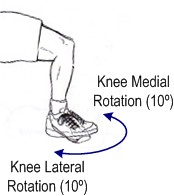 Knee Medial
Rotation (10º)
Knee Lateral
Rotation (10º)